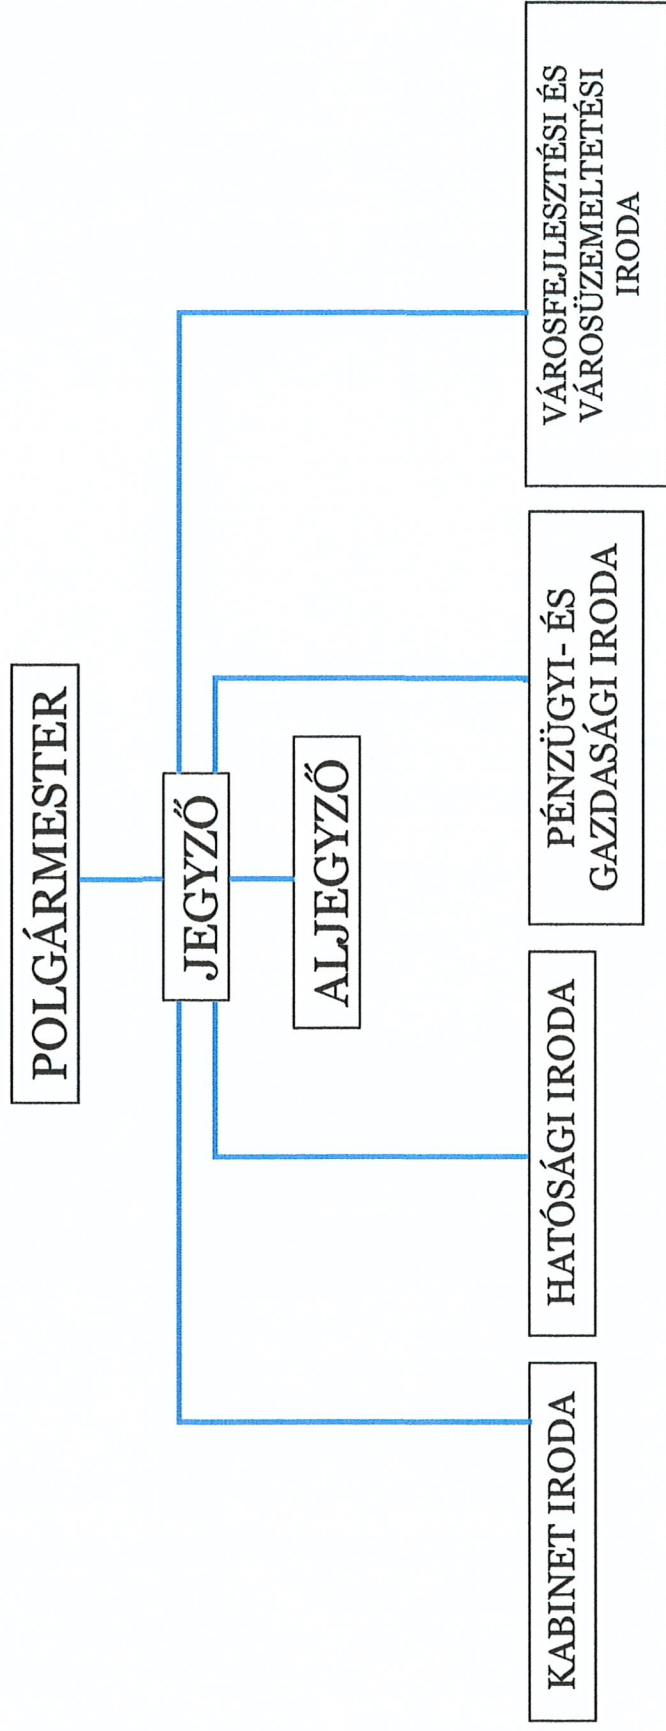 POLGÁRMESTER
JEGYZŐ
ALJEGYZŐ
KABINET IRODA
HATÓSÁGI IRODA
PÉNZÜGYI- ÉS
GAZDASÁGI IRODA
VÁROSFEJLESZTÉSI ÉS
VÁROSÜZEMELTETÉSI
IRODA